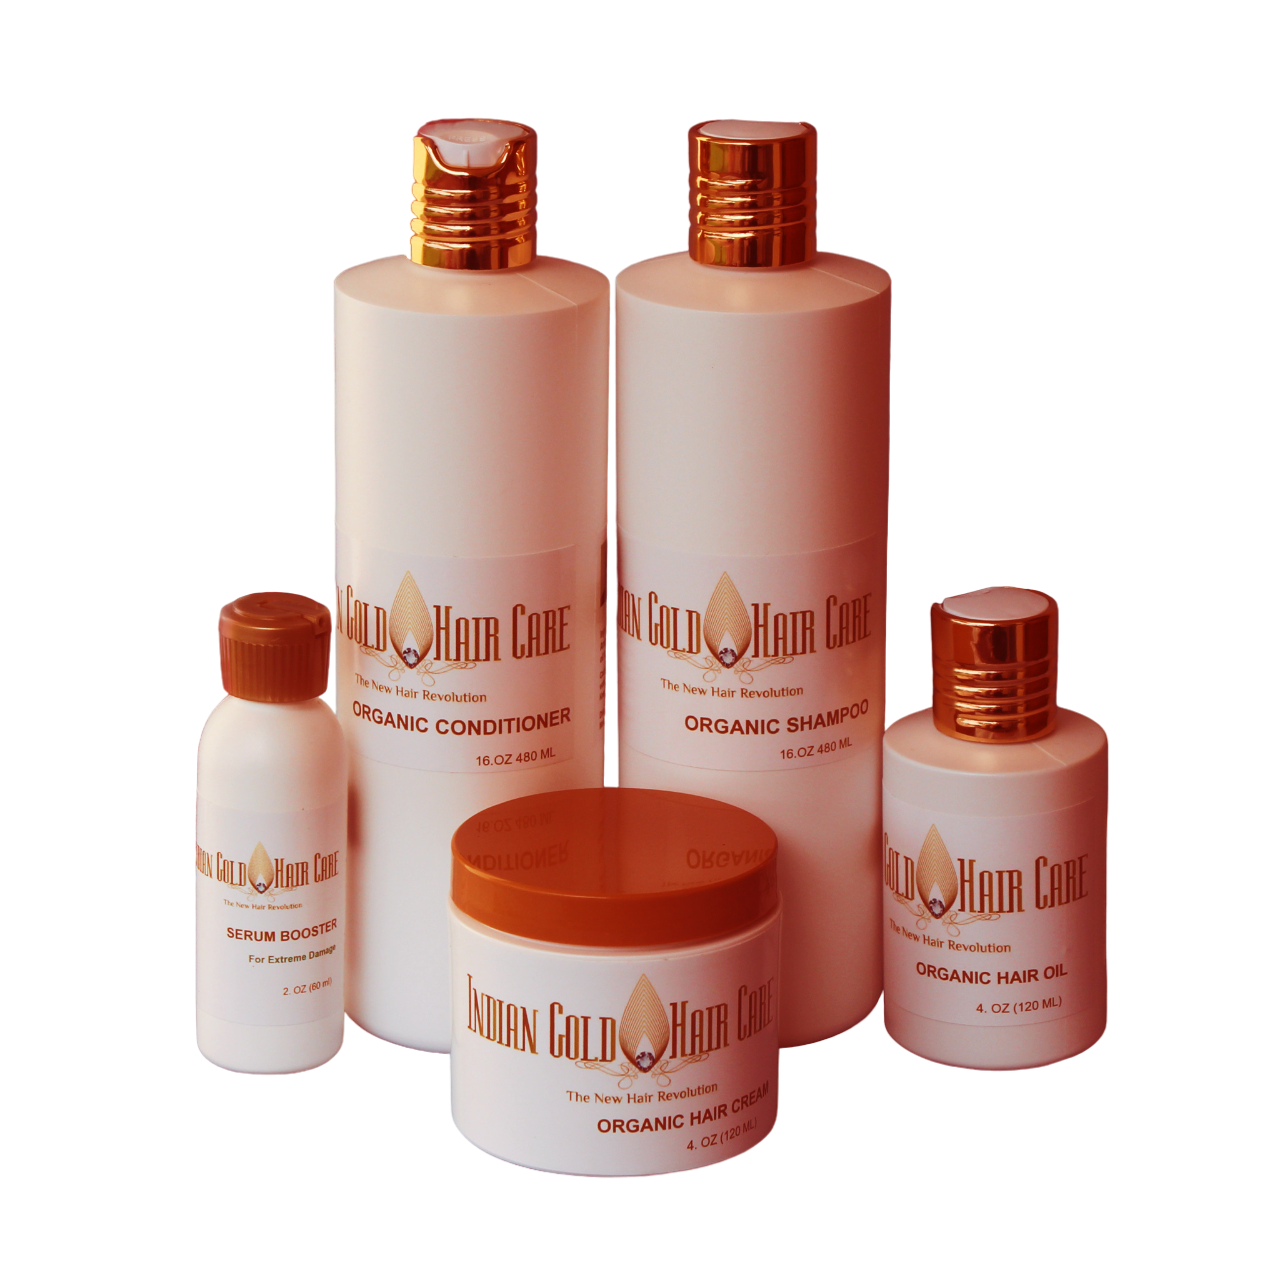 GOLD HAIR CARE
The New Hair Revolution
ORGANIC CONDITIONER
16.OZ 480 ML
GOLD HAIR CARE
The New Hair Revolution
ORGANIC SHAMPOO
16.OZ 480 ML
GOLD HAIR CARE
The New Hair Revolution
SERUM BOOSTER
For Extreme Damage
2. OZ (60 ml)
INDIAN GOLD HAIR CARE
The New Hair Revolution
ORGANIC HAIR CREAM
4. OZ (120 ML)
GOLD HAIR CARE
The New Hair Revolution
ORGANIC HAIR OIL
4. OZ (120 ML)